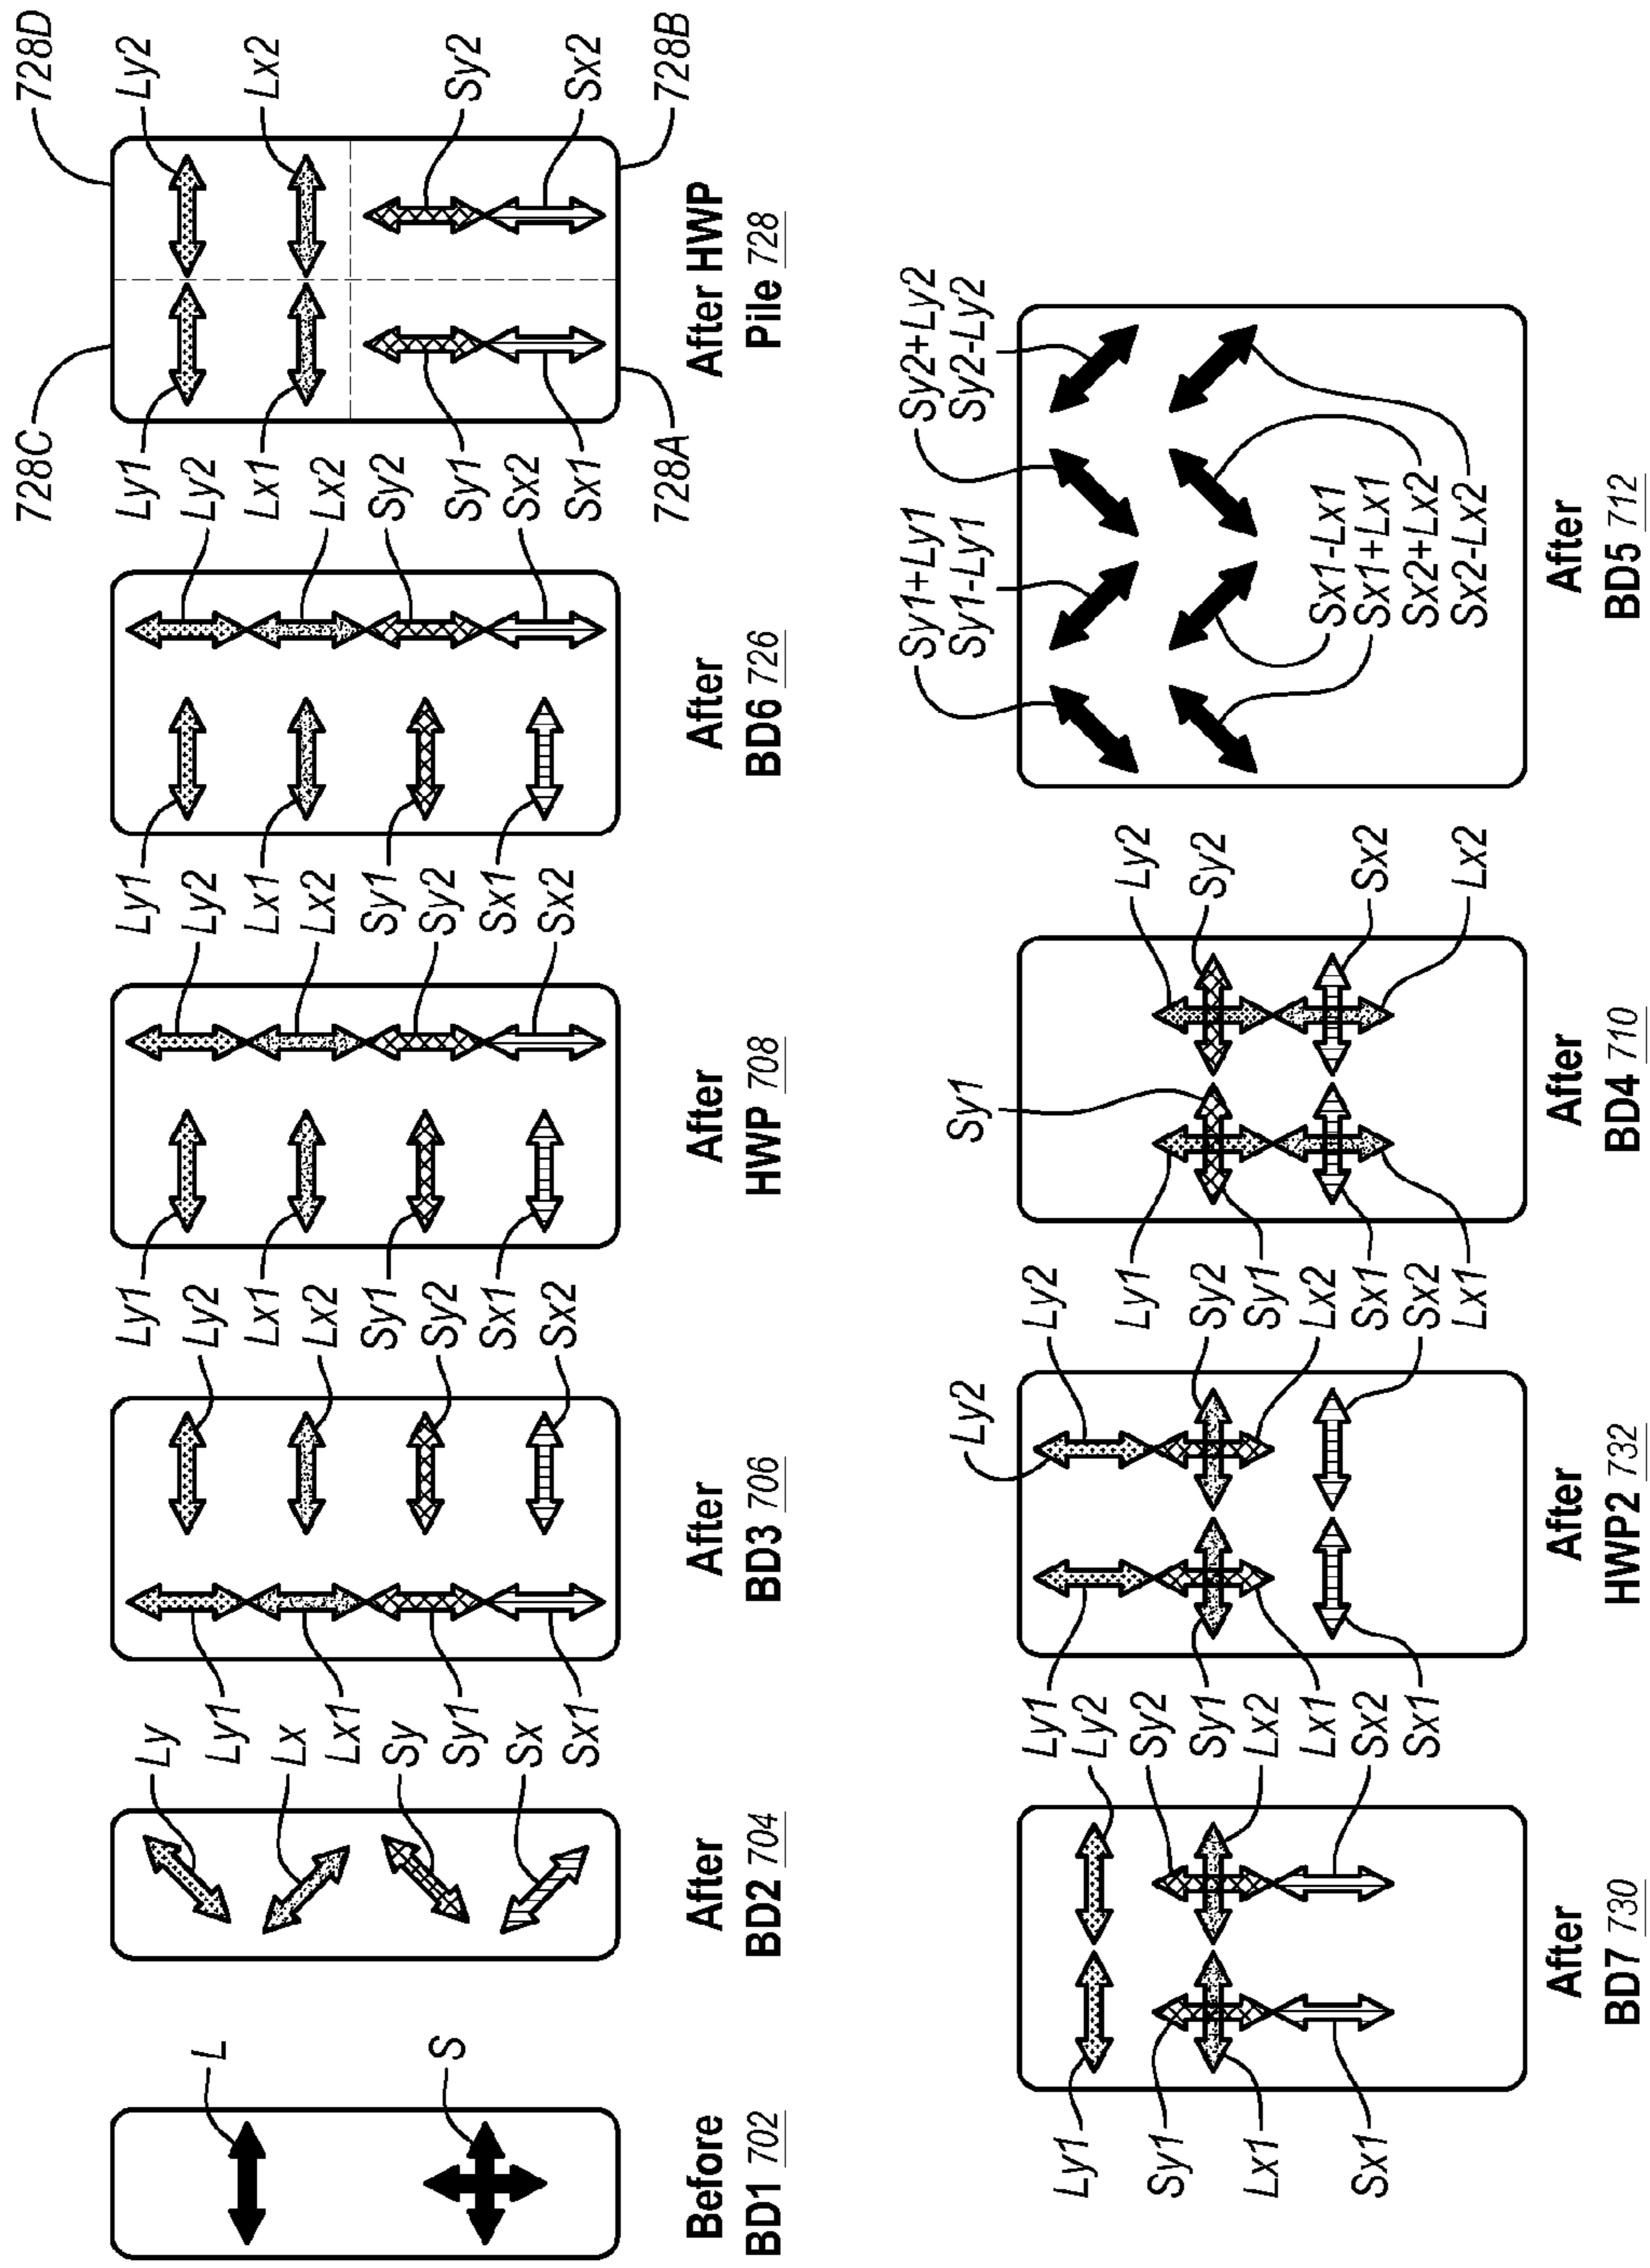 L
S
Before
BD1 702
Ly
Lx
Sy
Sx
After
BD2 704
Ly1
Lx1
Sy1
Sx1
Ly2
Lx2
Sy2
Sx2
After
BD3 706
Ly1
Lx1
Sy1
Sx1
Ly2
Lx2
Sy2
Sx2
After
HWP 708
Ly1
Lx1
Sy1
Sx1
Ly2
Lx2
Sy2
Sx2
After
BD6 726
728C
728D
Ly1
Lx1
Sy1
Sx1
728A
Ly2
Lx2
Sy2
Sx2
728B
After HWP
Pile 728
Ly1
Sy1
Lx1
Sx1
Ly2
Sy2
Lx2
Sx2
After
BD7 730
Ly1
Sy1
Lx1
Sx1
Ly2
Ly2
Sy2
Lx2
Sx2
After
HWP2 732
Sy1
Ly1
Sy1
Sx1
Lx1
Ly2
Sy2
Sx2
Lx2
After
BD4 710
Sy1+Ly1
Sy1-Ly1
Sy2+Ly2
Sy2-Ly2
Sx1-Lx1
Sx1+Lx1
Sx2+Lx2
Sx2-Lx2
After
BD5 712